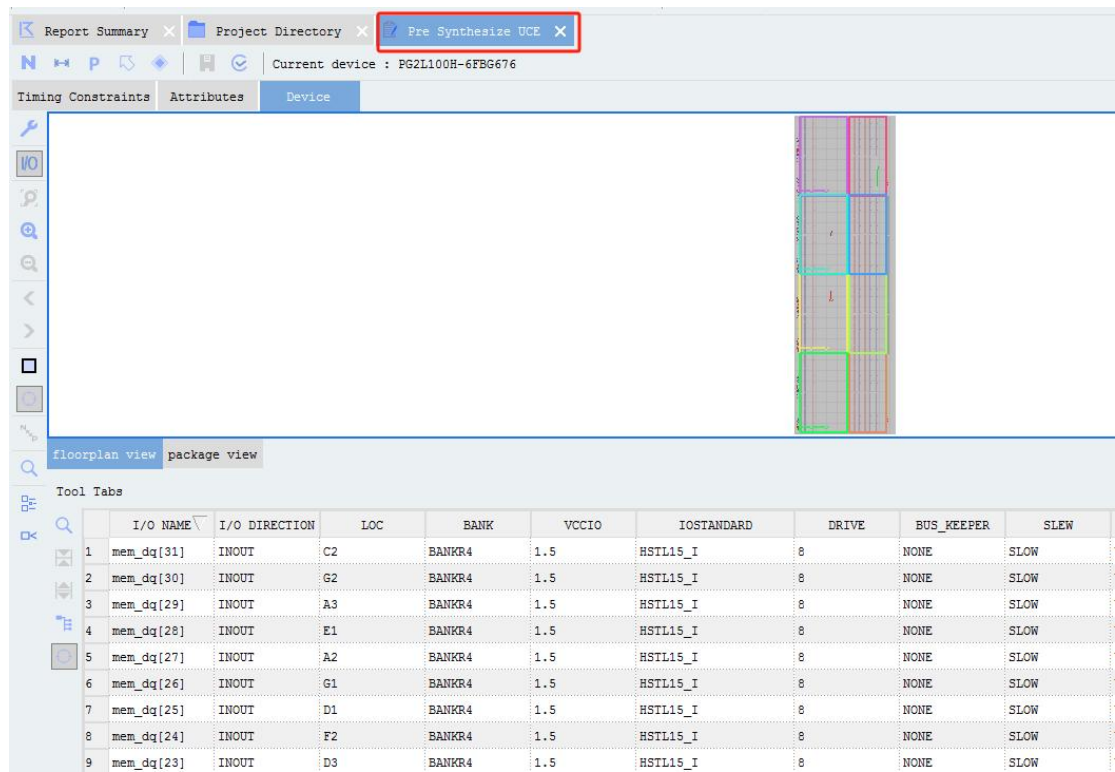 Report Summary Project Directory Pre Synthesize UCE
N P Current device : PG2L100H-6FBG676
Timing Constraints Attributes Device
I/O
floorplan view package view
Tool Tabs
I/O NAME I/O DIRECTION LOC BANK VCCIO IOSTANDARD DRIVE BUS_KEEPER SLEW
1 mem_dq[31] INOUT C2 BANKR4 1.5 HSTL15_I 8 NONE SLOW
2 mem_dq[30] INOUT G2 BANKR4 1.5 HSTL15_I 8 NONE SLOW
3 mem_dq[29] INOUT A3 BANKR4 1.5 HSTL15_I 8 NONE SLOW
4 mem_dq[28] INOUT E1 BANKR4 1.5 HSTL15_I 8 NONE SLOW
5 mem_dq[27] INOUT A2 BANKR4 1.5 HSTL15_I 8 NONE SLOW
6 mem_dq[26] INOUT G1 BANKR4 1.5 HSTL15_I 8 NONE SLOW
7 mem_dq[25] INOUT D1 BANKR4 1.5 HSTL15_I 8 NONE SLOW
8 mem_dq[24] INOUT F2 BANKR4 1.5 HSTL15_I 8 NONE SLOW
9 mem_dq[23] INOUT D3 BANKR4 1.5 HSTL15_I 8 NONE SLOW